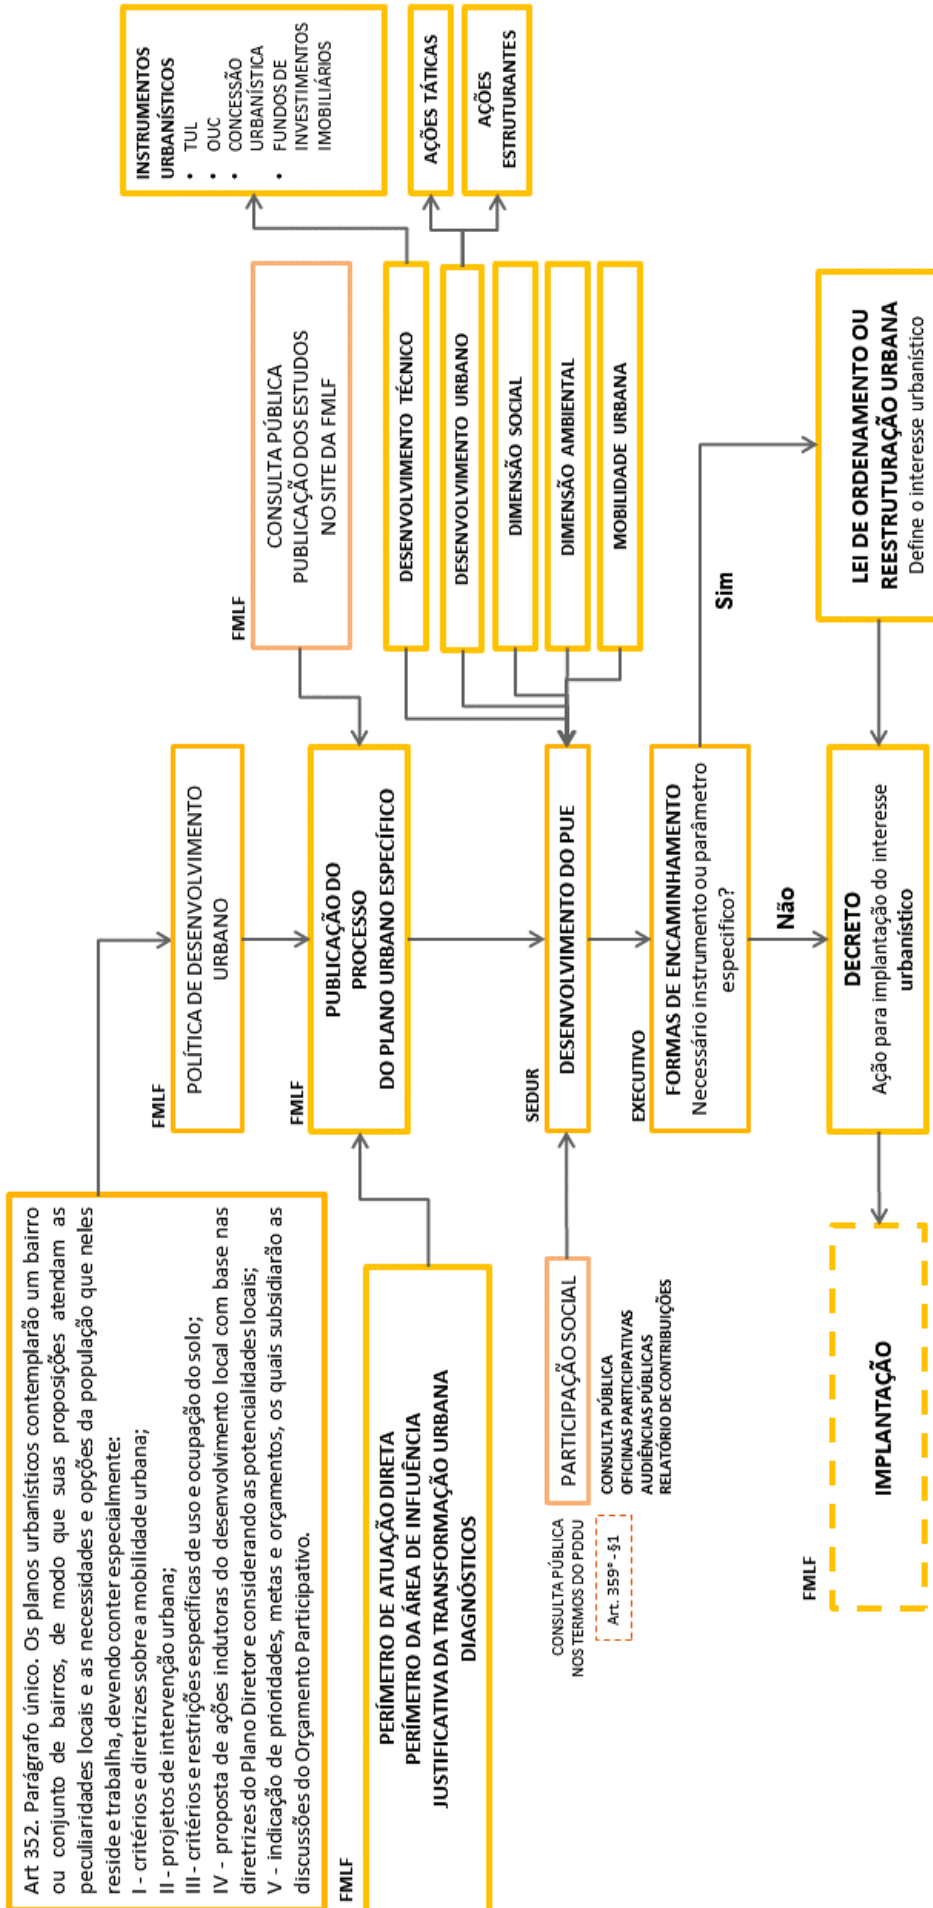 Art 352. Parágrafo único. Os planos urbanísticos contemplarão um bairro
ou conjunto de bairros, de modo que suas proposições atendam as
peculiaridades locais e as necessidades e opções da população que neles
reside e trabalha, devendo conter especialmente:
I - critérios e diretrizes sobre a mobilidade urbana;
II - projetos de intervenção urbana;
III - critérios e restrições específicas de uso e ocupação do solo;
IV - proposta de ações indutoras do desenvolvimento local com base nas
diretrizes do Plano Diretor e considerando as potencialidades locais;
V - indicação de prioridades, metas e orçamentos, os quais subsidiarão as
discussões do Orçamento Participativo.
FMLF
POLÍTICA DE DESENVOLVIMENTO
URBANO
FMLF
PERÍMETRO DE ATUAÇÃO DIRETA
PERÍMETRO DA ÁREA DE INFLUÊNCIA
JUSTIFICATIVA DA TRANSFORMAÇÃO URBANA
DIAGNÓSTICOS
FMLF
PUBLICAÇÃO DO
PROCESSO
DO PLANO URBANO ESPECÍFICO
FMLF
CONSULTA PÚBLICA
PUBLICAÇÃO DOS ESTUDOS
NO SITE DA FMLF
INSTRUMENTOS
URBANÍSTICOS
• TUL
• OUC
• CONCESSÃO
URBANÍSTICA
• FUNDOS DE
INVESTIMENTOS
IMOBILIÁRIOS
DESENVOLVIMENTO TÉCNICO
DESENVOLVIMENTO URBANO
DIMENSÃO SOCIAL
DIMENSÃO AMBIENTAL
MOBILIDADE URBANA
AÇÕES TÁTICAS
AÇÕES
ESTRUTURANTES
CONSULTA PÚBLICA
NOS TERMOS DO PDDU
Art. 359º - §1
PARTICIPAÇÃO SOCIAL
CONSULTA PÚBLICA
OFICINAS PARTICIPATIVAS
AUDIÊNCIAS PÚBLICAS
RELATÓRIO DE CONTRIBUIÇÕES
SEDUR
DESENVOLVIMENTO DO PUE
EXECUTIVO
FORMAS DE ENCAMINHAMENTO
Necessário instrumento ou parâmetro
especifico?
Sim
Não
FMLF
IMPLANTAÇÃO
DECRETO
Ação para implantação do interesse
urbanístico
LEI DE ORDENAMENTO OU
REESTRUTURAÇÃO URBANA
Define o interesse urbanístico